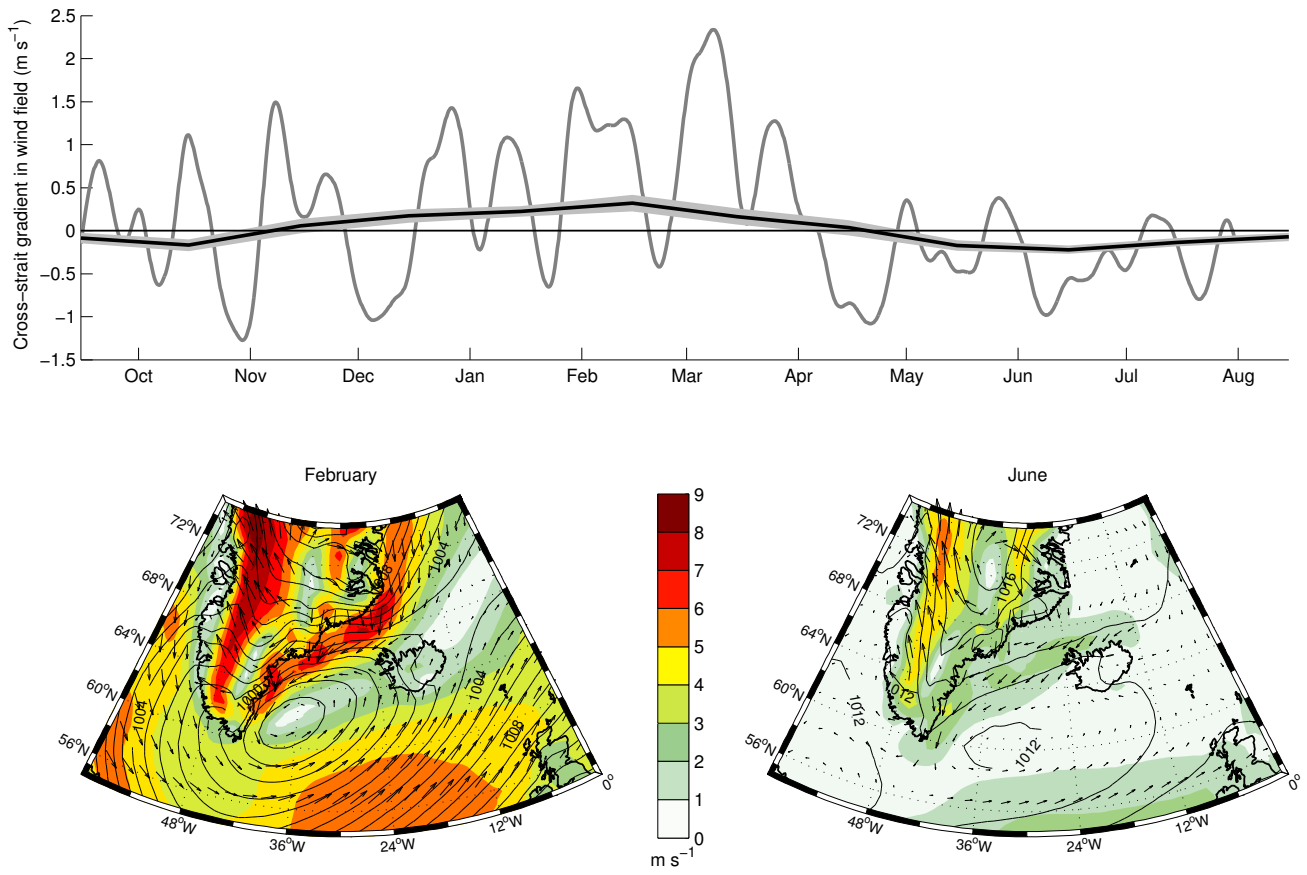 Cross−strait gradient in wind field (m s⁻¹)
2.5
2
1.5
1
0.5
0
−0.5
−1
−1.5
Oct Nov Dec Jan Feb Mar Apr May Jun Jul Aug
February
72°N
68°N
64°N
60°N
56°N
48°W
36°W
24°W
12°W
0°
1004
1008
1000
1004
1004
1008
9
8
7
6
5
4
3
2
1
0
m s⁻¹
June
72°N
68°N
64°N
60°N
56°N
48°W
36°W
24°W
12°W
0°
1016
1012
1012
1012